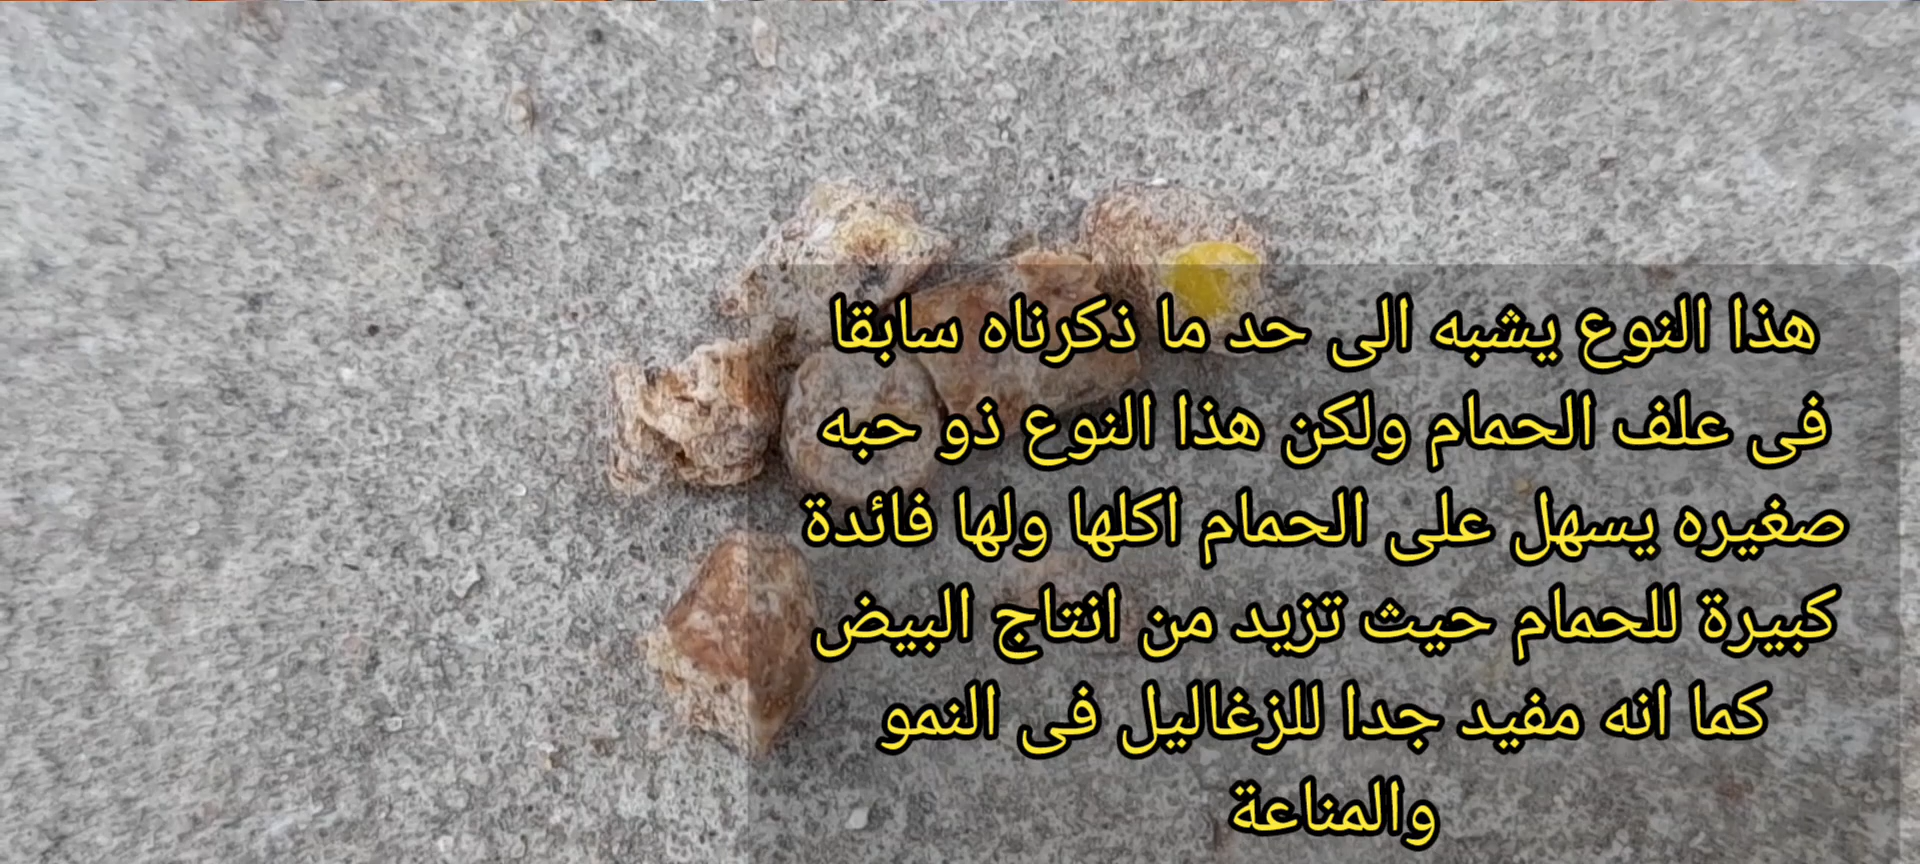 هذا النوع يشبه الى حد ما ذكرناه سابقا
فى علف الحمام ولكن هذا النوع ذو حبه
صغيره يسهل على الحمام اكلها ولها فائدة
كبيرة للحمام حيث تزيد من انتاج البيض
كما انه مفيد جدا للزغاليل فى النمو
والمناعة